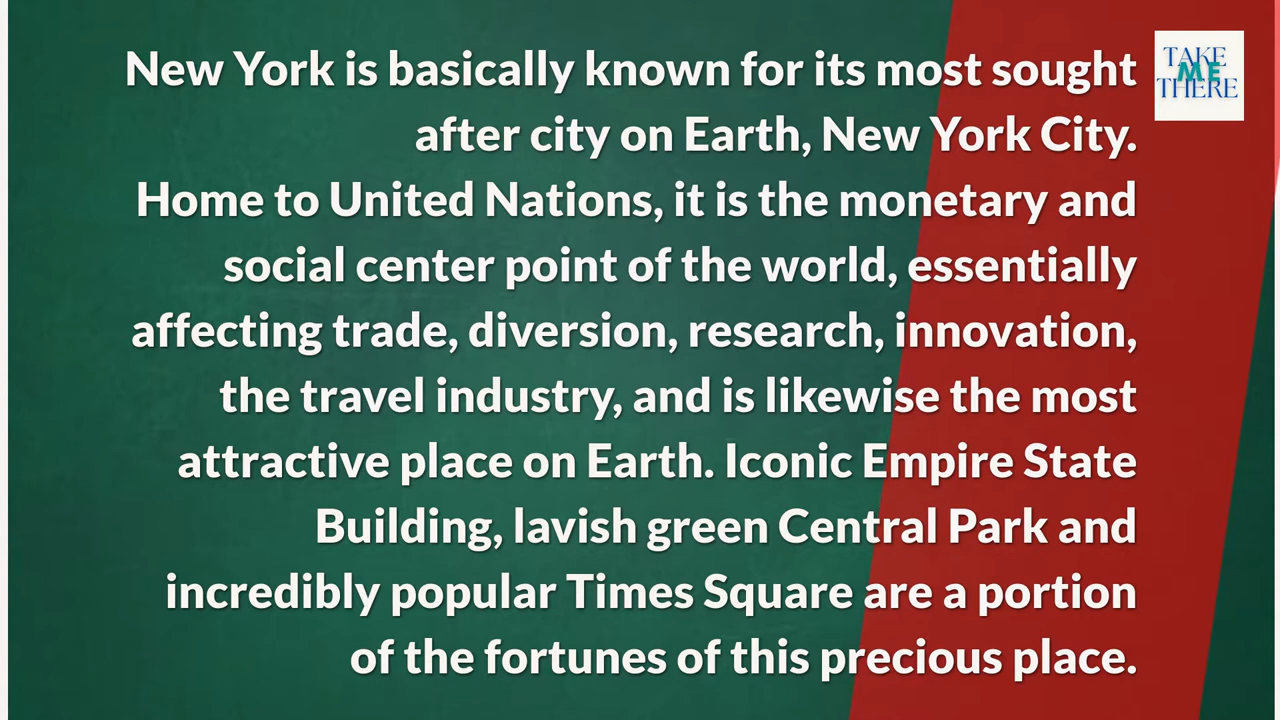 New York is basically known for its most sought
after city on Earth, New York City.
Home to United Nations, it is the monetary and
social center point of the world, essentially
affecting trade, diversion, research, innovation,
the travel industry, and is likewise the most
attractive place on Earth. Iconic Empire State
Building, lavish green Central Park and
incredibly popular Times Square are a portion
of the fortunes of this precious place.
TAKE
ME
THERE